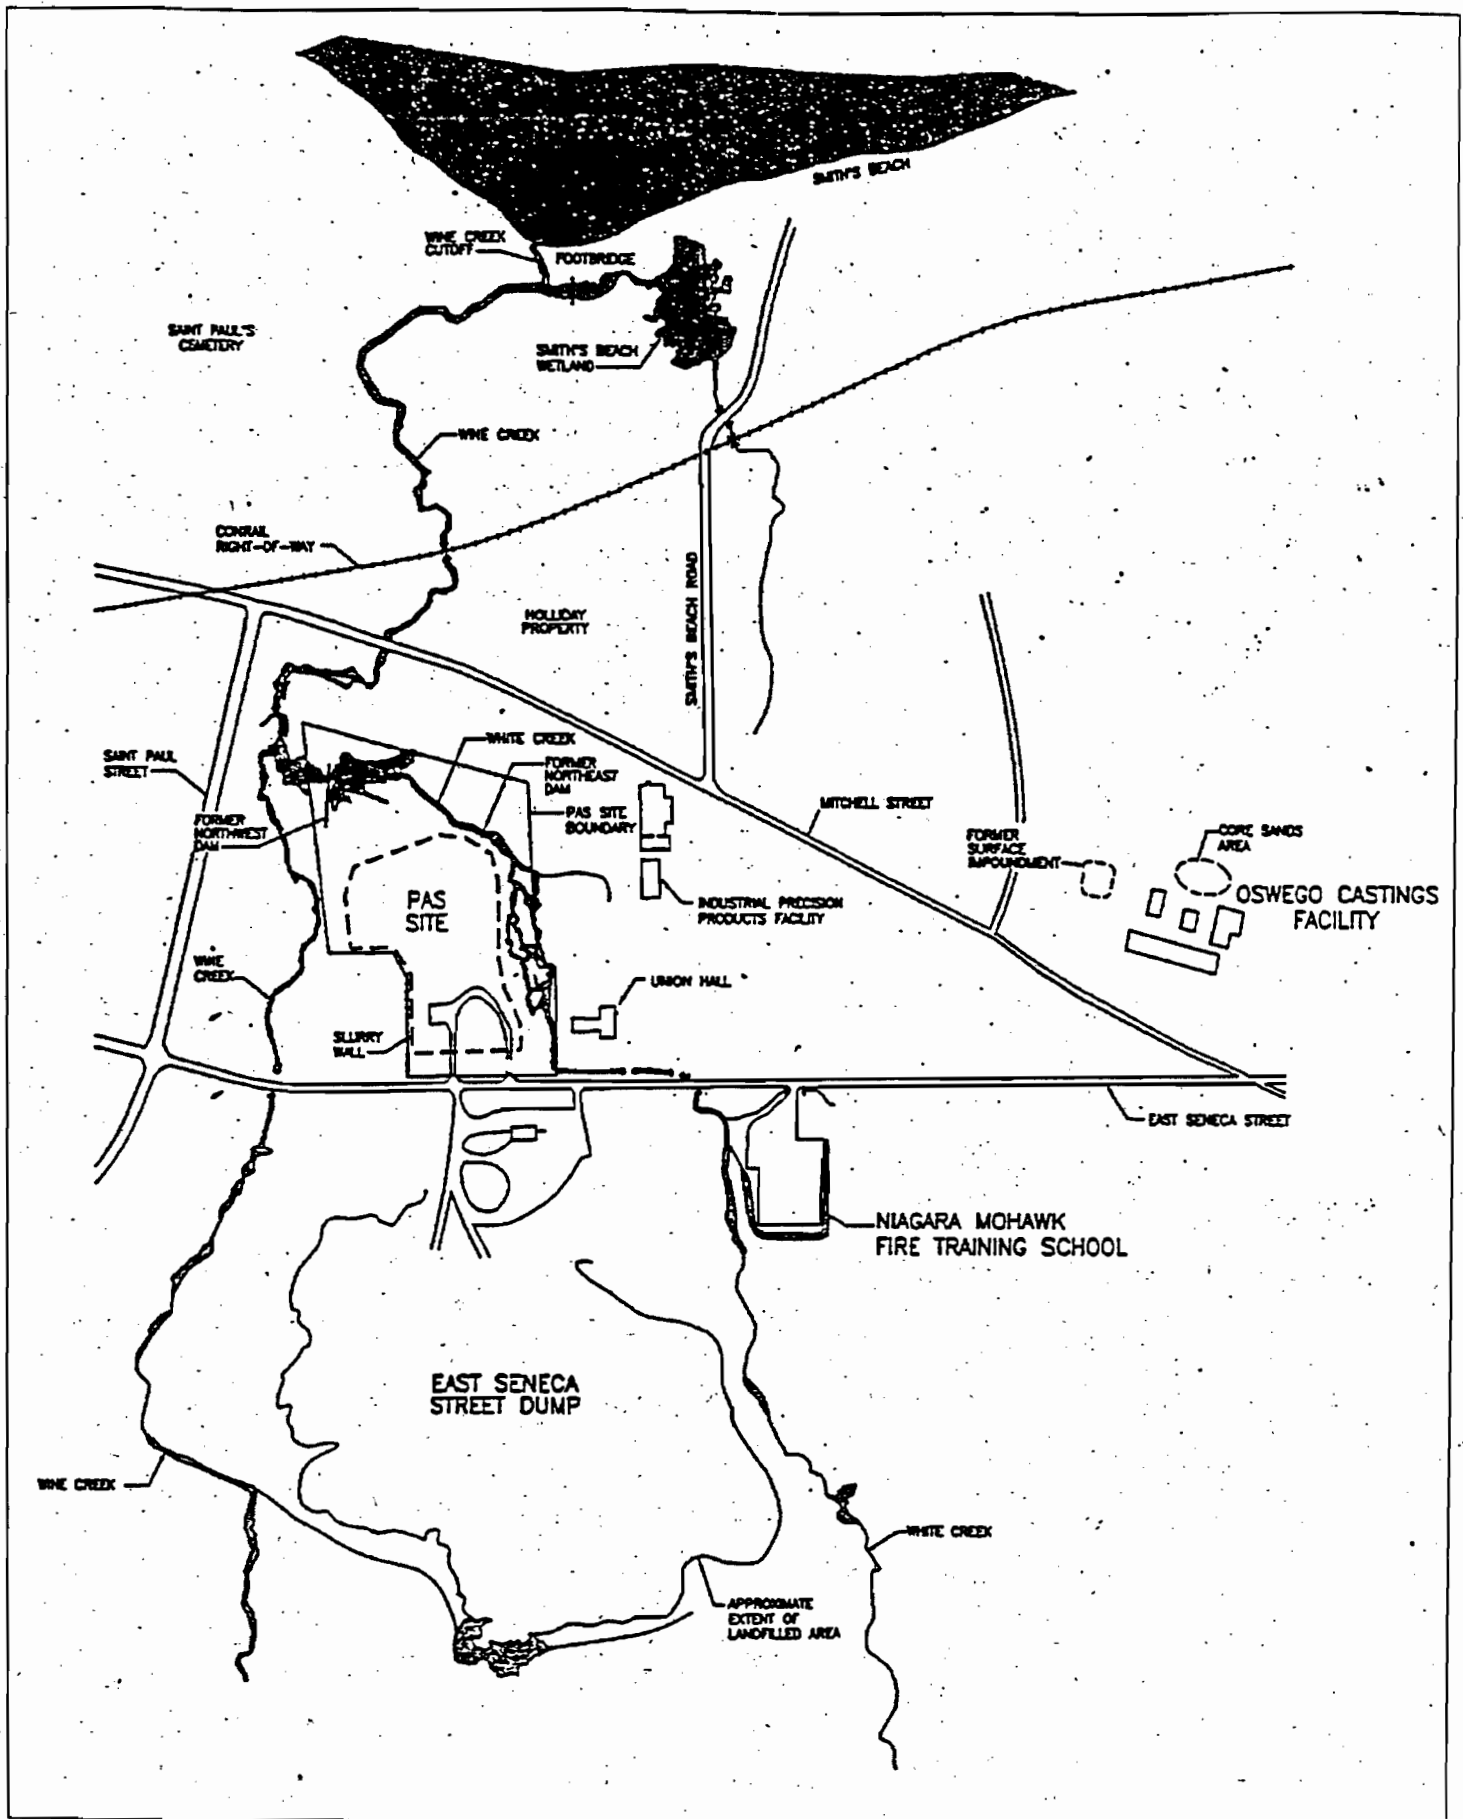 SMITH'S BEACH
WINE CREEK
CUTOFF
FOOTBRIDGE
SAINT PAUL'S
CEMETERY
SMITH'S BEACH
WETLAND
WINE CREEK
CONRAIL
RIGHT-OF-WAY
HOLLIDAY
PROPERTY
SMITH'S BEACH ROAD
SAINT PAUL
STREET
WHITE CREEK
FORMER
NORTHEAST
DAM
PAS SITE
BOUNDARY
MITCHELL STREET
FORMER
NORTHWEST
DAM
FORMER
SURFACE
IMPOUNDMENT
CORE SANDS
AREA
OSWEGO CASTINGS
FACILITY
PAS
SITE
INDUSTRIAL PRECISION
PRODUCTS FACILITY
WINE
CREEK
UNION HALL
SLURRY
WALL
EAST SENECA STREET
NIAGARA MOHAWK
FIRE TRAINING SCHOOL
EAST SENECA
STREET DUMP
WINE CREEK
WHITE CREEK
APPROXIMATE
EXTENT OF
LANDFILLED AREA